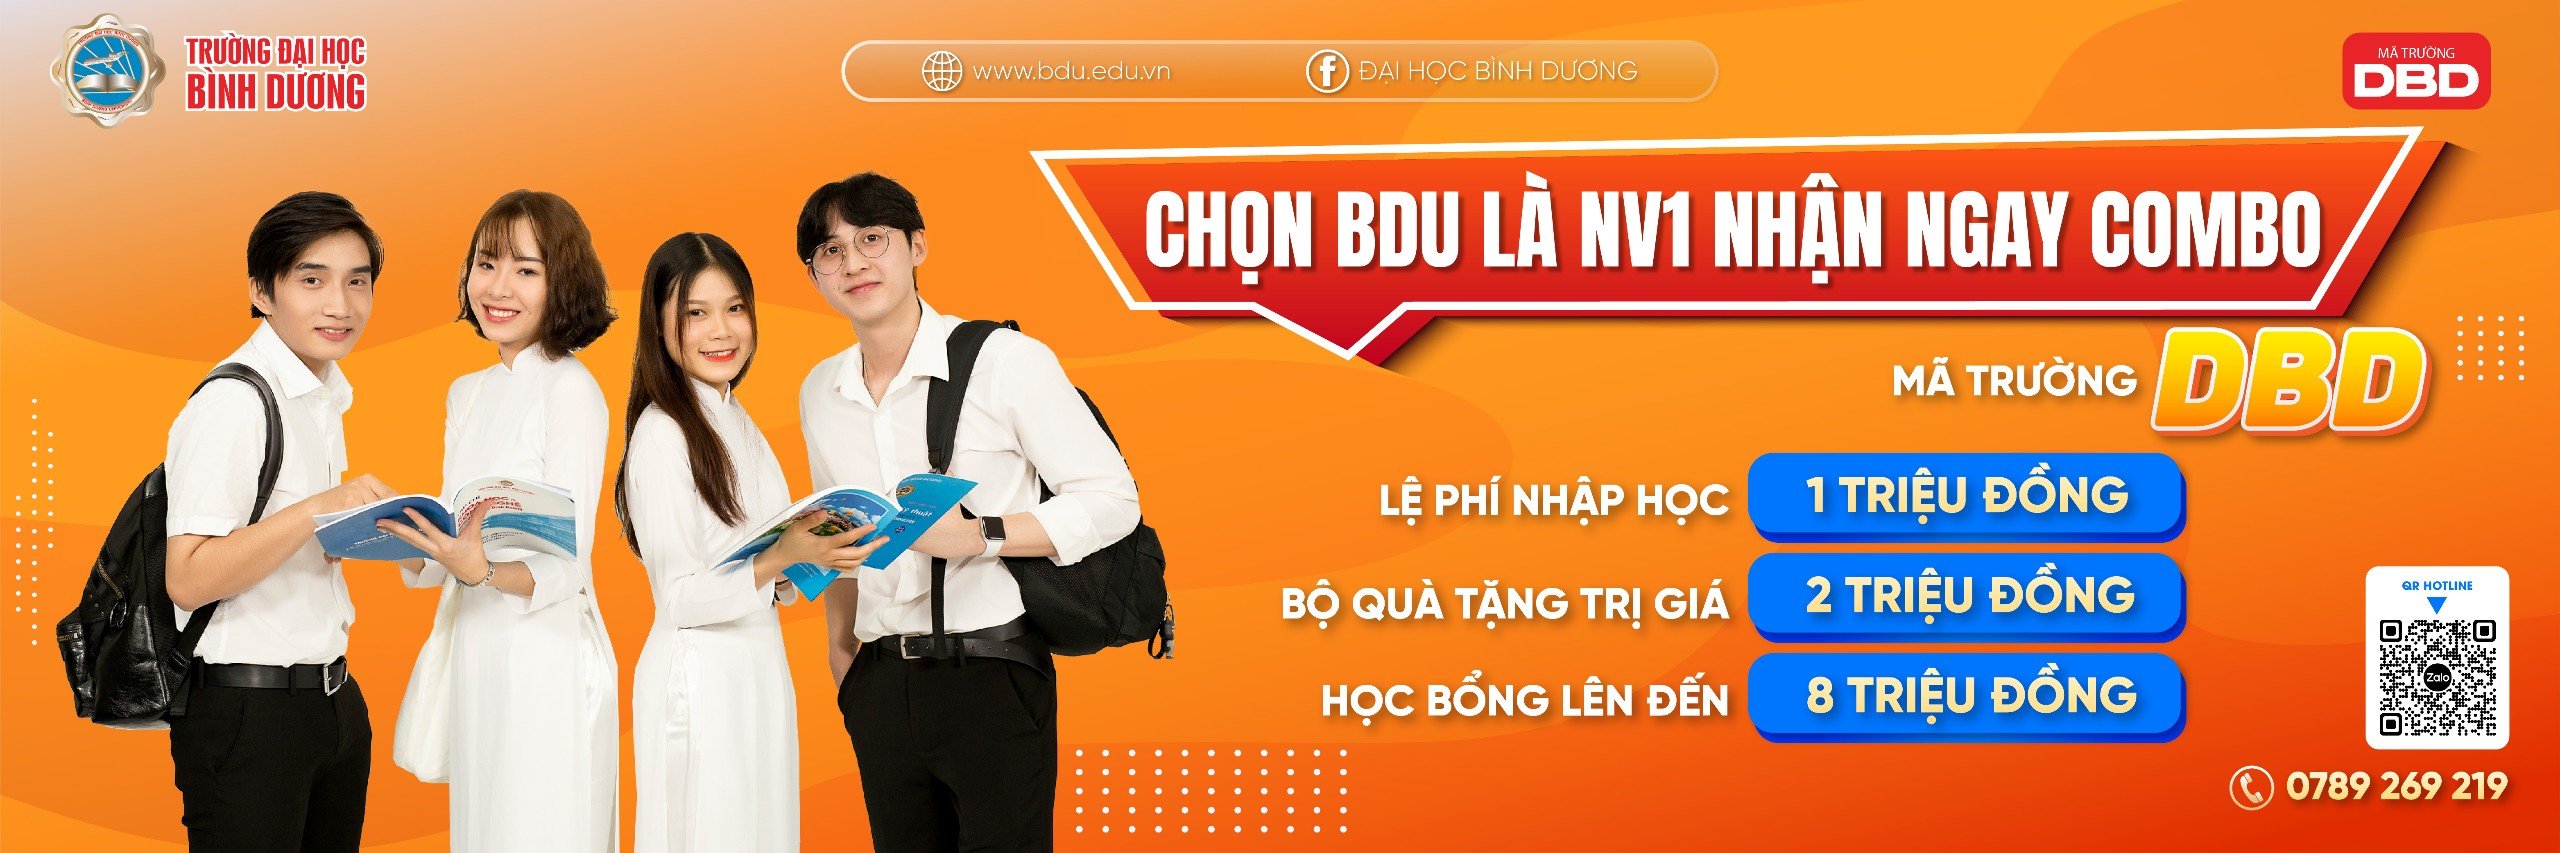 TRƯỜNG ĐẠI HỌC
BÌNH DƯƠNG
www.bdu.edu.vn
ĐẠI HỌC BÌNH DƯƠNG
MÃ TRƯỜNG
DBD
CHỌN BDU LÀ NV1 NHẬN NGAY COMBO
MÃ TRƯỜNG DBD
LỆ PHÍ NHẬP HỌC 1 TRIỆU ĐỒNG
BỘ QUÀ TẶNG TRỊ GIÁ 2 TRIỆU ĐỒNG
HỌC BỔNG LÊN ĐẾN 8 TRIỆU ĐỒNG
QR HOTLINE
Zalo
0789 269 219